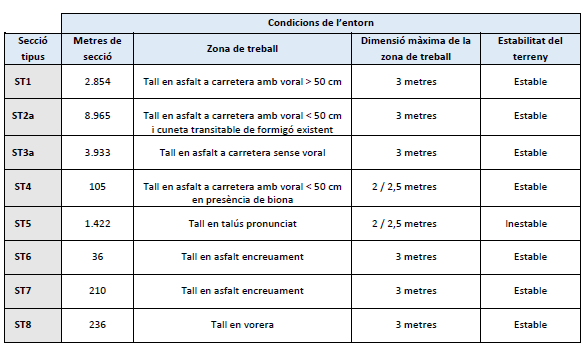 Condicions de l’entorn
Secció tipus | Metres de secció | Zona de treball | Dimensió màxima de la zona de treball | Estabilitat del terreny
ST1 | 2.854 | Tall en asfalt a carretera amb voral > 50 cm | 3 metres | Estable
ST2a | 8.965 | Tall en asfalt a carretera amb voral < 50 cm i cuneta transitable de formigó existent | 3 metres | Estable
ST3a | 3.933 | Tall en asfalt a carretera sense voral | 3 metres | Estable
ST4 | 105 | Tall en asfalt a carretera amb voral < 50 cm en presència de biona | 2 / 2,5 metres | Estable
ST5 | 1.422 | Tall en talús pronunciat | 2 / 2,5 metres | Inestable
ST6 | 36 | Tall en asfalt encreuament | 3 metres | Estable
ST7 | 210 | Tall en asfalt encreuament | 3 metres | Estable
ST8 | 236 | Tall en vorera | 3 metres | Estable